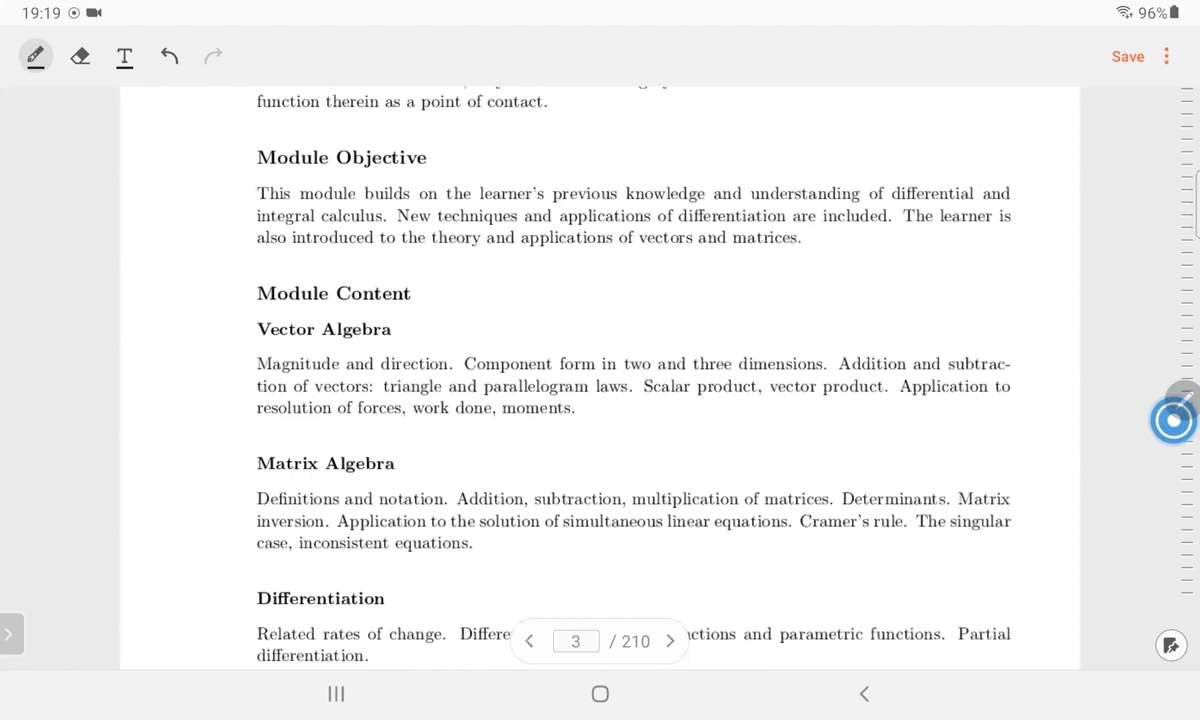 19:19
96%
T
Save
function therein as a point of contact.
Module Objective
This module builds on the learner's previous knowledge and understanding of differential and
integral calculus. New techniques and applications of differentiation are included. The learner is
also introduced to the theory and applications of vectors and matrices.
Module Content
Vector Algebra
Magnitude and direction. Component form in two and three dimensions. Addition and subtrac-
tion of vectors: triangle and parallelogram laws. Scalar product, vector product. Application to
resolution of forces, work done, moments.
Matrix Algebra
Definitions and notation. Addition, subtraction, multiplication of matrices. Determinants. Matrix
inversion. Application to the solution of simultaneous linear equations. Cramer's rule. The singular
case, inconsistent equations.
Differentiation
Related rates of change. and parametric functions. Partial
differentiation.
3 / 210